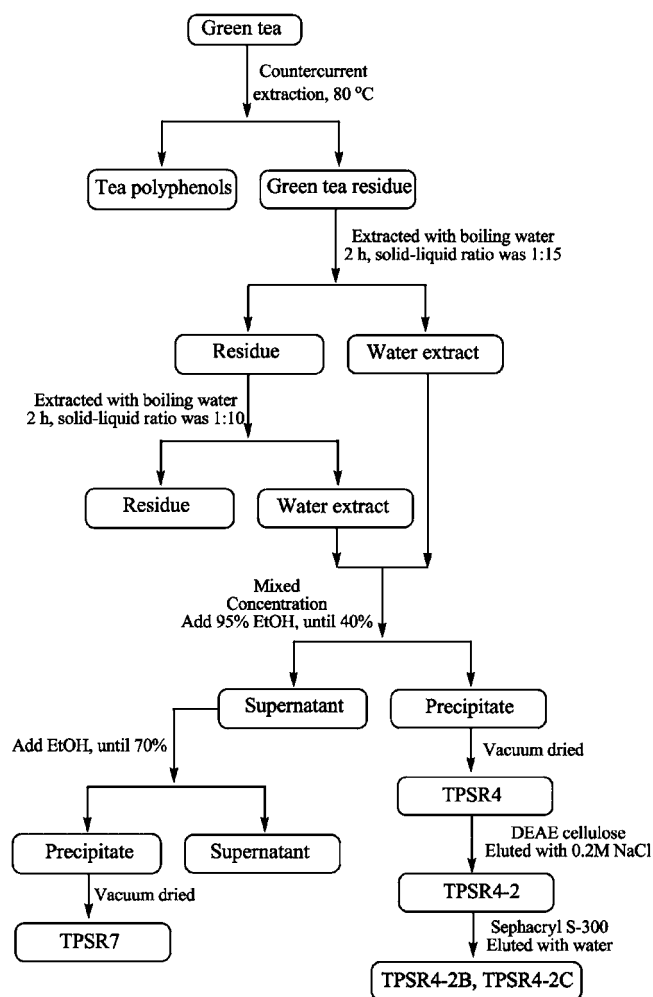 Green tea
Countercurrent
extraction, 80 °C
Tea polyphenols
Green tea residue
Extracted with boiling water
2 h, solid-liquid ratio was 1:15
Residue
Water extract
Extracted with boiling water
2 h, solid-liquid ratio was 1:10
Residue
Water extract
Mixed
Concentration
Add 95% EtOH, until 40%
Supernatant
Precipitate
Add EtOH, until 70%
Vacuum dried
TPSR4
Precipitate
Supernatant
DEAE cellulose
Eluted with 0.2M NaCl
Vacuum dried
TPSR4-2
TPSR7
Sephacryl S-300
Eluted with water
TPSR4-2B, TPSR4-2C